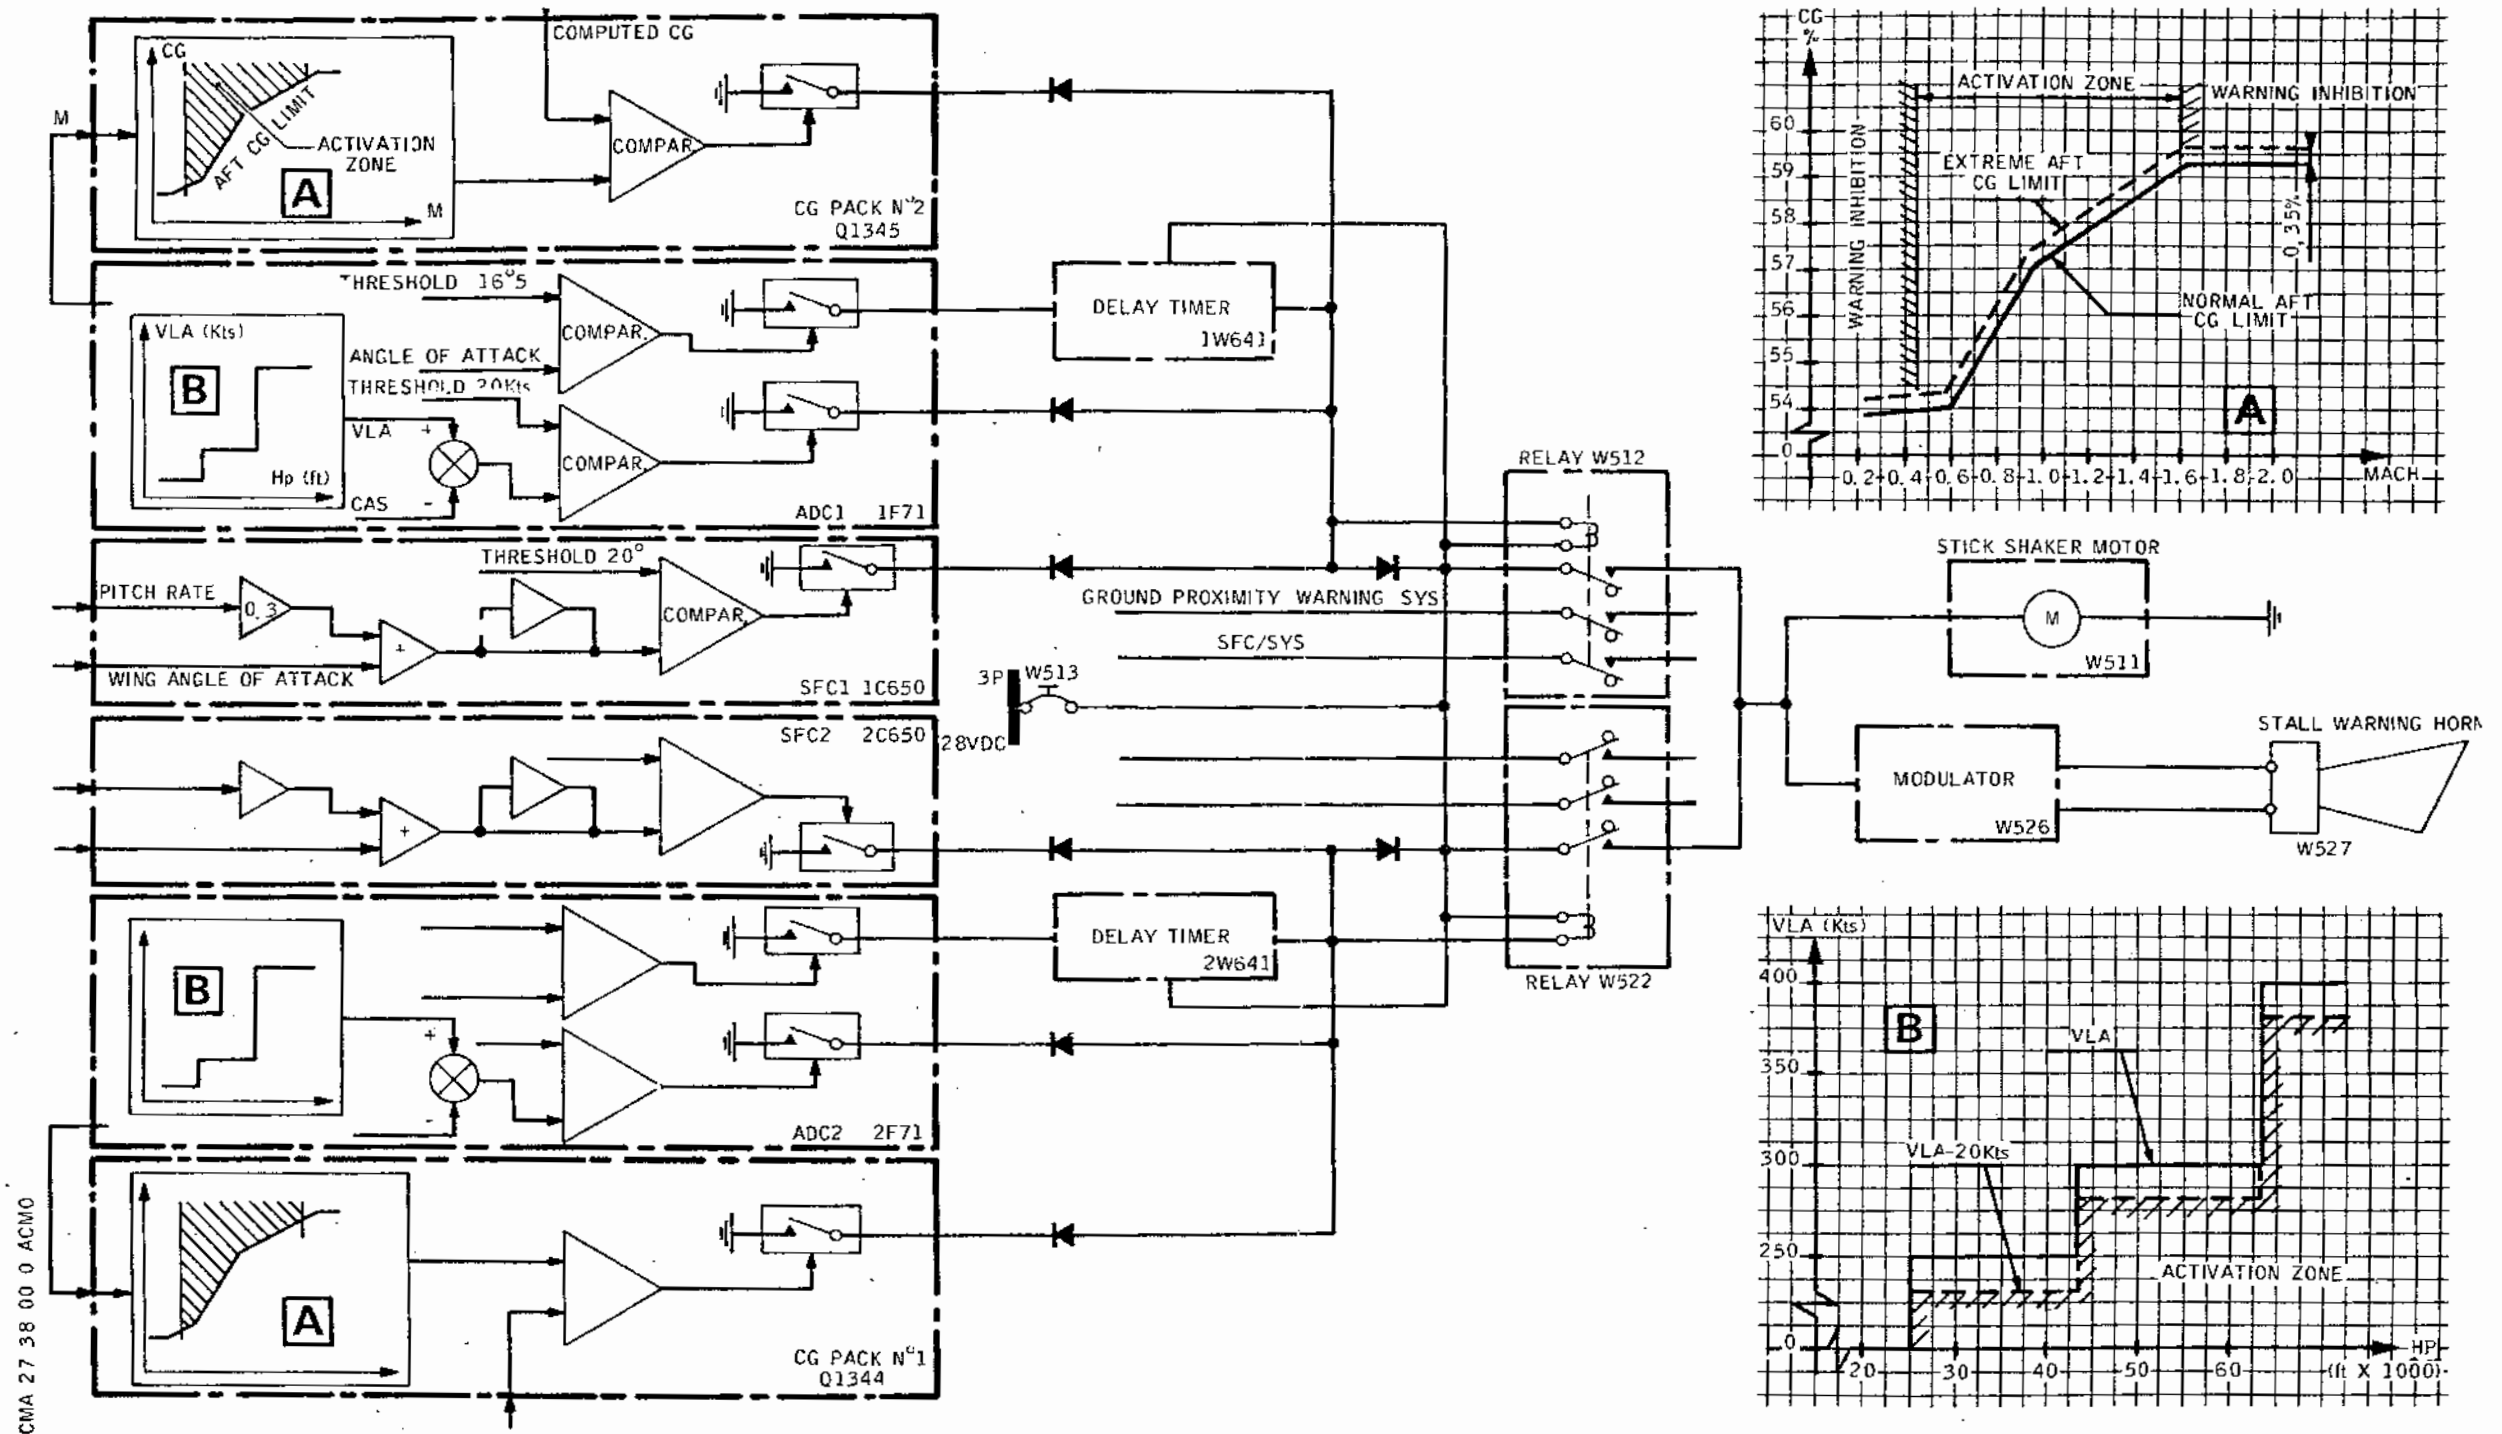 COMPUTED CG
CG
AFT CG LIMIT
ACTIVATION
ZONE
A
M
M
COMPAR.
CG PACK N°2
Q1345
THRESHOLD 16°5
COMPAR.
VLA (Kts)
B
Hp (ft)
ANGLE OF ATTACK
THRESHOLD 20Kts
VLA +
CAS -
COMPAR.
ADC1 1F71
THRESHOLD 20°
PITCH RATE
0,3
+
COMPAR.
WING ANGLE OF ATTACK
SFC1 1C650
SFC2 2C650
+
B
+
-
ADC2 2F71
A
CG PACK N°1
Q1344
DELAY TIMER
1W641
RELAY W512
GROUND PROXIMITY WARNING SYS
SFC/SYS
3P
W513
28VDC
DELAY TIMER
2W641
RELAY W522
STICK SHAKER MOTOR
M
W511
STALL WARNING HORN
MODULATOR
W526
W527
CG
%
ACTIVATION ZONE
WARNING INHIBITION
WARNING INHIBITION
60
EXTREME AFT
CG LIMIT
59
58
0,35%
57
NORMAL AFT
CG LIMIT
56
55
54
A
0
0.2 0.4 0.6 0.8 1.0 1.2 1.4 1.6 1.8 2.0 MACH
VLA (Kts)
400
B
VLA
350
VLA-20Kts
300
250
ACTIVATION ZONE
0
HP
20 30 40 50 60 (ft X 1000)
CMA 27 38 00 0 ACMO